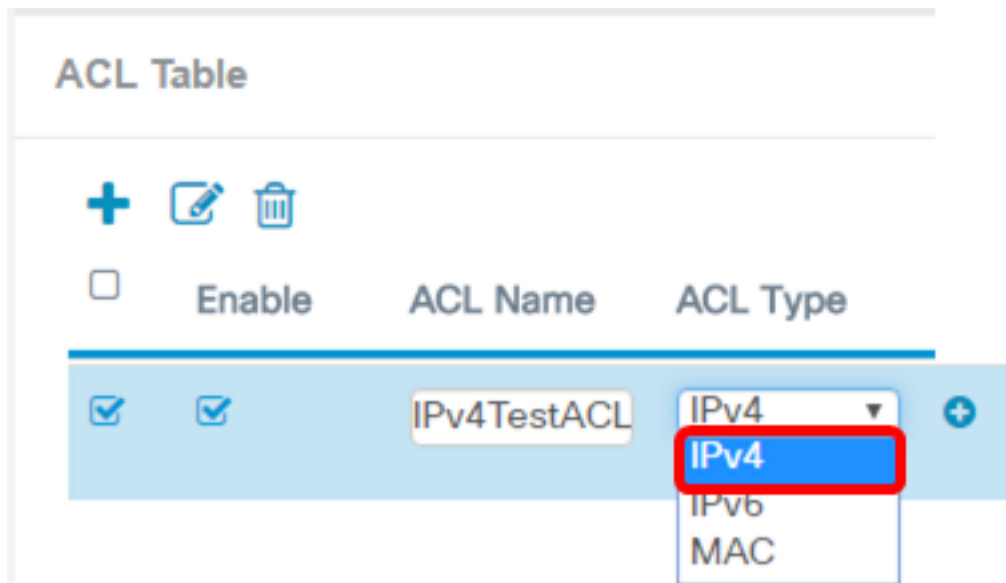 ACL Table
Enable ACL Name ACL Type
IPv4TestACL IPv4
IPv4
IPv6
MAC